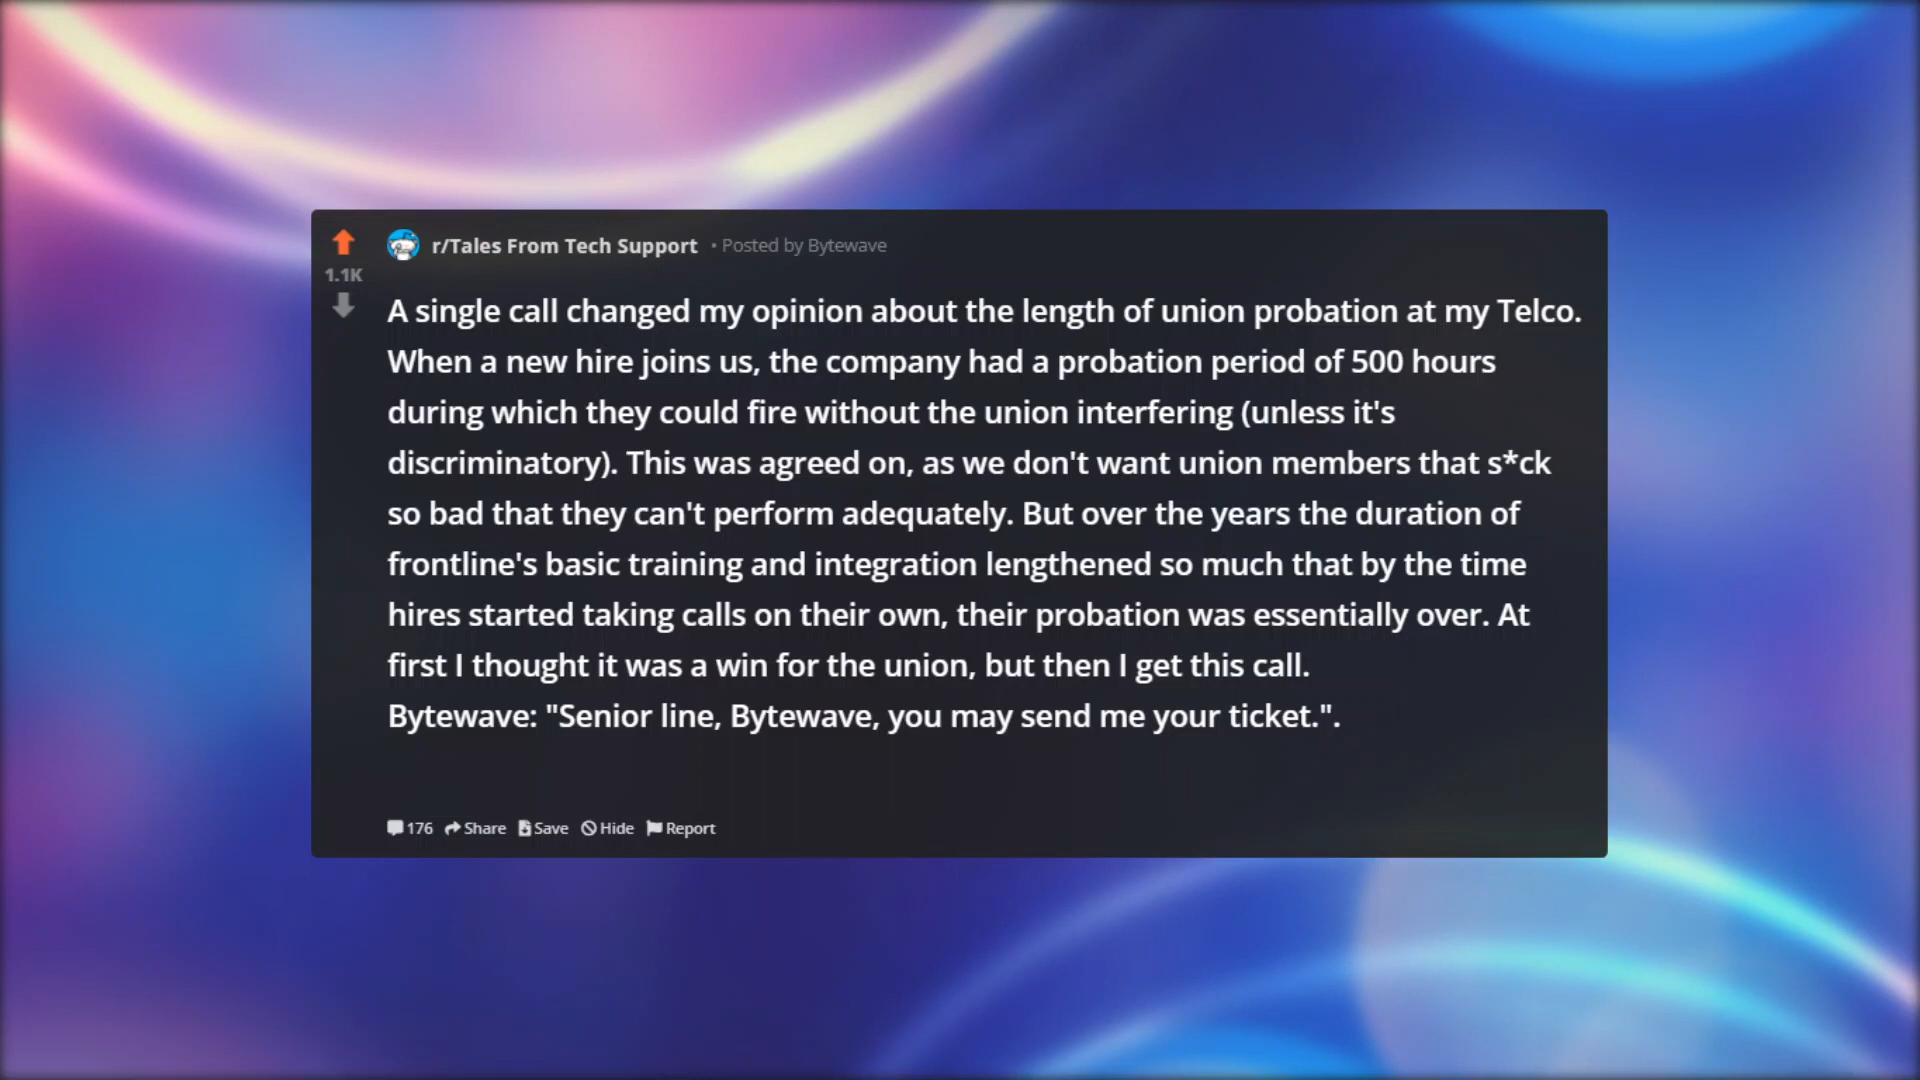 r/Tales From Tech Support • Posted by Bytewave
1.1K
A single call changed my opinion about the length of union probation at my Telco.
When a new hire joins us, the company had a probation period of 500 hours
during which they could fire without the union interfering (unless it's
discriminatory). This was agreed on, as we don't want union members that s*ck
so bad that they can't perform adequately. But over the years the duration of
frontline's basic training and integration lengthened so much that by the time
hires started taking calls on their own, their probation was essentially over. At
first I thought it was a win for the union, but then I get this call.
Bytewave: "Senior line, Bytewave, you may send me your ticket.".
176 Share Save Hide Report